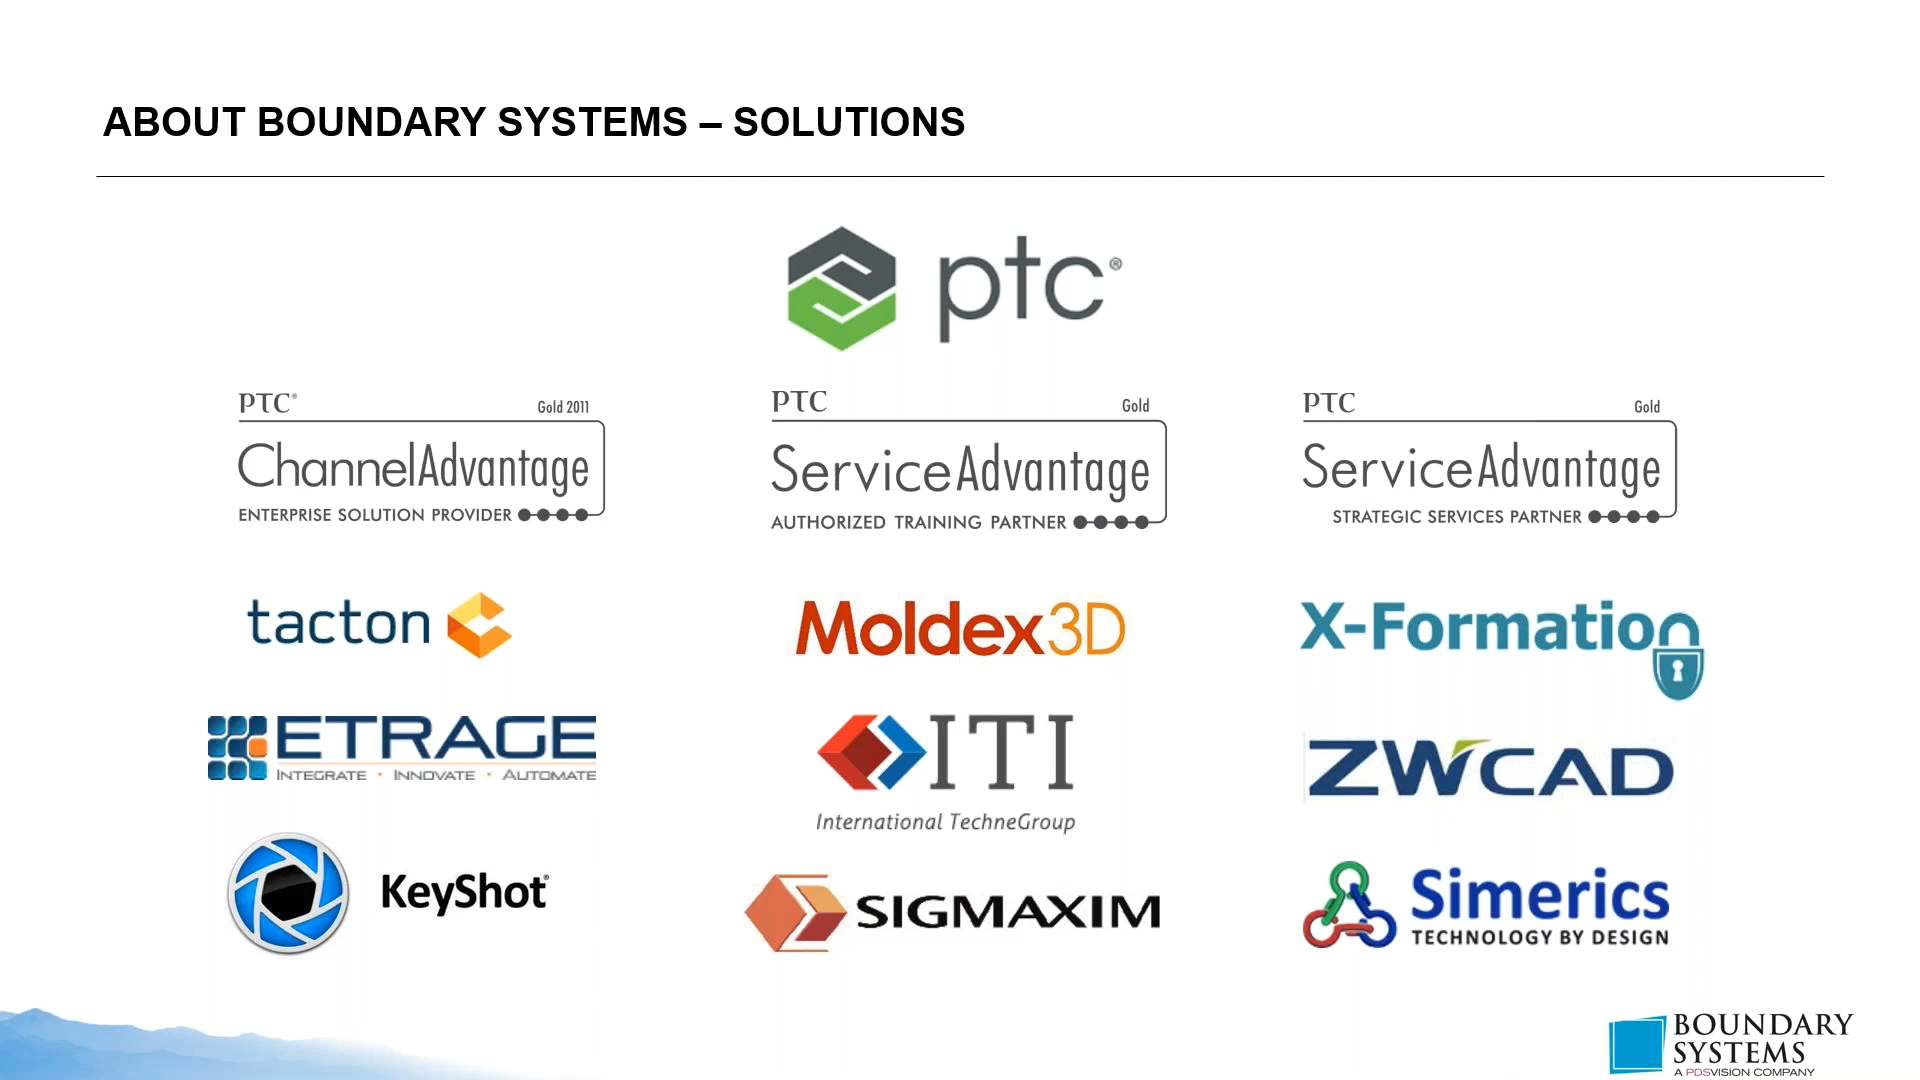 ABOUT BOUNDARY SYSTEMS – SOLUTIONS
ptc®
PTC® Gold 2011
ChannelAdvantage
ENTERPRISE SOLUTION PROVIDER
PTC Gold
ServiceAdvantage
AUTHORIZED TRAINING PARTNER
PTC Gold
ServiceAdvantage
STRATEGIC SERVICES PARTNER
tacton
Moldex3D
X-Formation
ETRAGE
INTEGRATE • INNOVATE • AUTOMATE
ITI
International TechneGroup
ZWCAD
KeyShot®
SIGMAXIM
Simerics
TECHNOLOGY BY DESIGN
BOUNDARY
SYSTEMS
A PDSVISION COMPANY